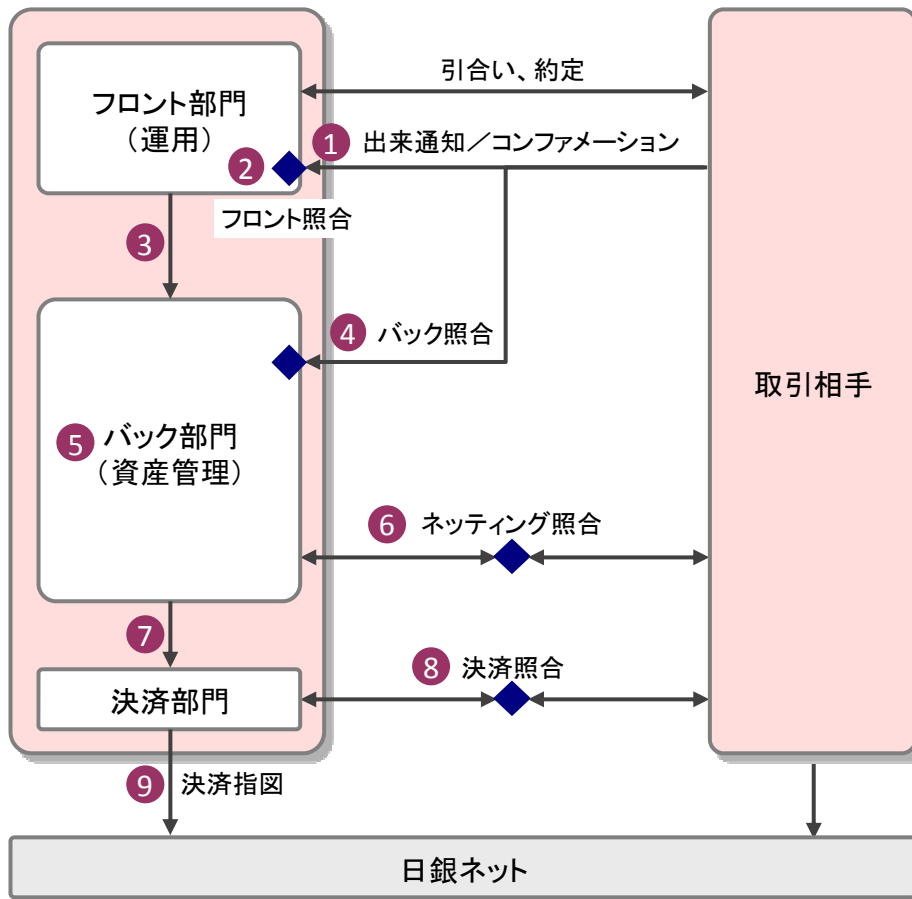 引合い、約定
フロント部門
（運用）
1 出来通知／コンファメーション
2
フロント照合
3
4 バック照合
取引相手
5 バック部門
（資産管理）
6 ネッティング照合
7
8 決済照合
決済部門
9 決済指図
日銀ネット